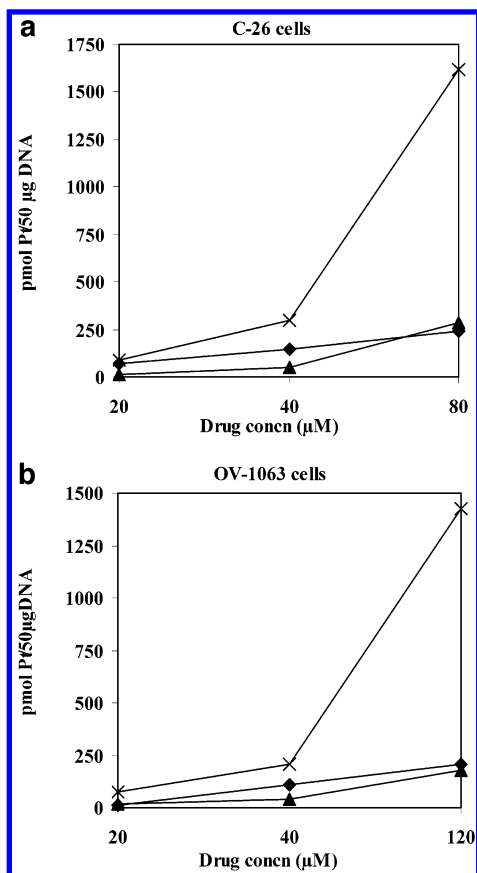 a
C-26 cells
1750
1500
1250
1000
750
500
250
0
pmol Pt/50 µg DNA
20 40 80
Drug concn (µM)
b
OV-1063 cells
1500
1250
1000
750
500
250
0
pmol Pt/50µgDNA
20 40 120
Drug concn (µM)